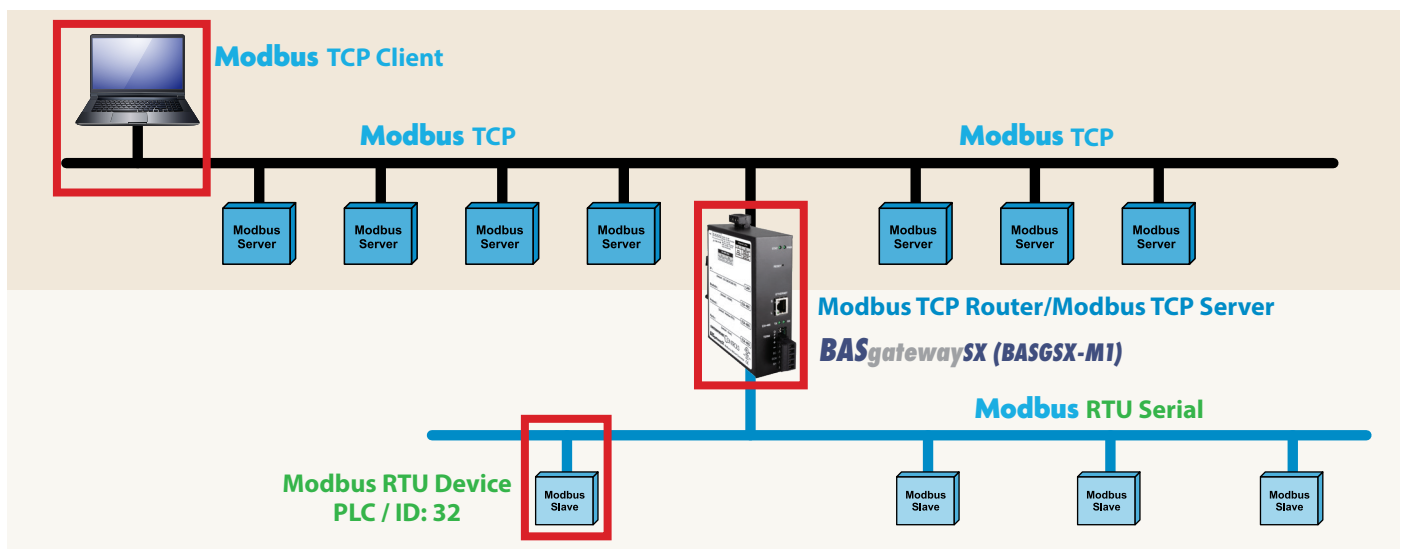 Modbus TCP Client
Modbus TCP
Modbus TCP
Modbus
Server
Modbus
Server
Modbus
Server
Modbus
Server
Modbus
Server
Modbus
Server
Modbus
Server
Modbus TCP Router/Modbus TCP Server
BASgatewaySX (BASGSX-M1)
Modbus RTU Serial
Modbus RTU Device
PLC / ID: 32
Modbus
Slave
Modbus
Slave
Modbus
Slave
Modbus
Slave